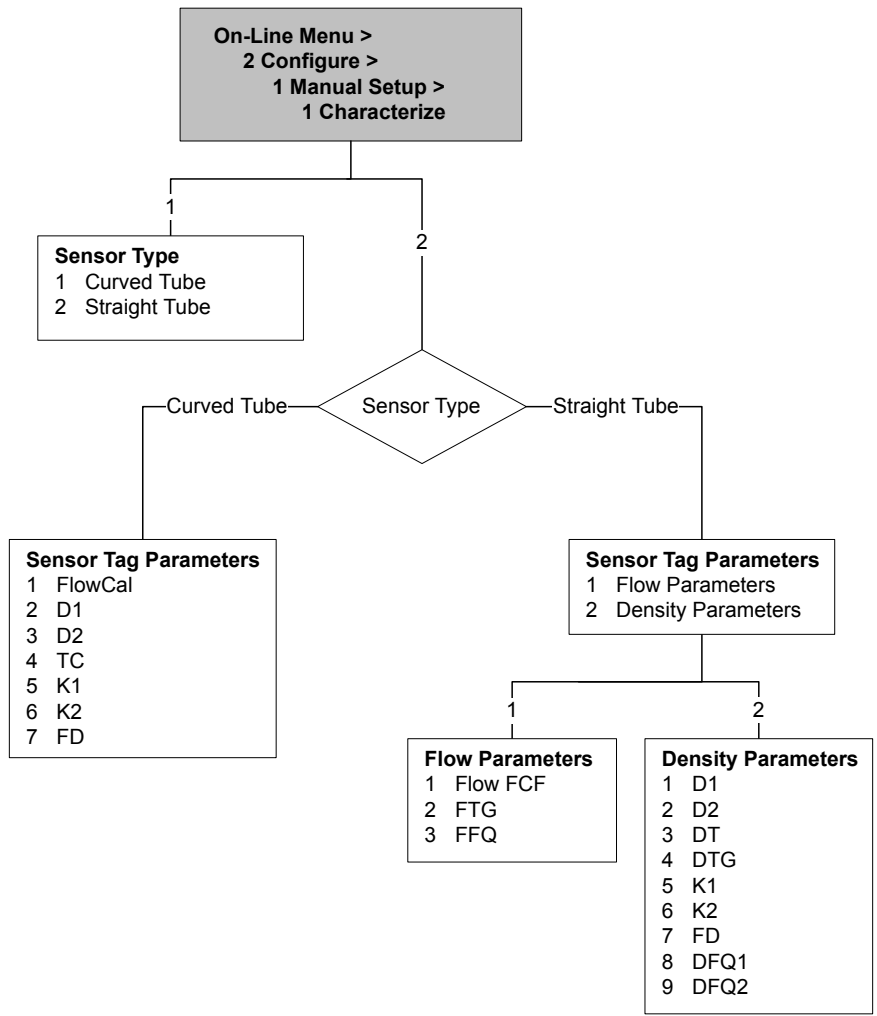 On-Line Menu >
2 Configure >
1 Manual Setup >
1 Characterize
1
2
Sensor Type
1 Curved Tube
2 Straight Tube
Curved Tube
Sensor Type
Straight Tube
Sensor Tag Parameters
1 FlowCal
2 D1
3 D2
4 TC
5 K1
6 K2
7 FD
Sensor Tag Parameters
1 Flow Parameters
2 Density Parameters
1
2
Flow Parameters
1 Flow FCF
2 FTG
3 FFQ
Density Parameters
1 D1
2 D2
3 DT
4 DTG
5 K1
6 K2
7 FD
8 DFQ1
9 DFQ2